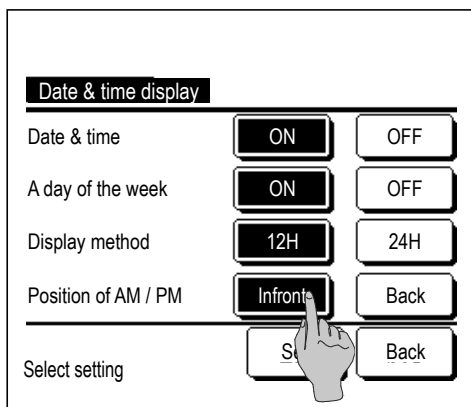 Date & time display
Date & time ON OFF
A day of the week ON OFF
Display method 12H 24H
Position of AM / PM Infront Back
Select setting Back